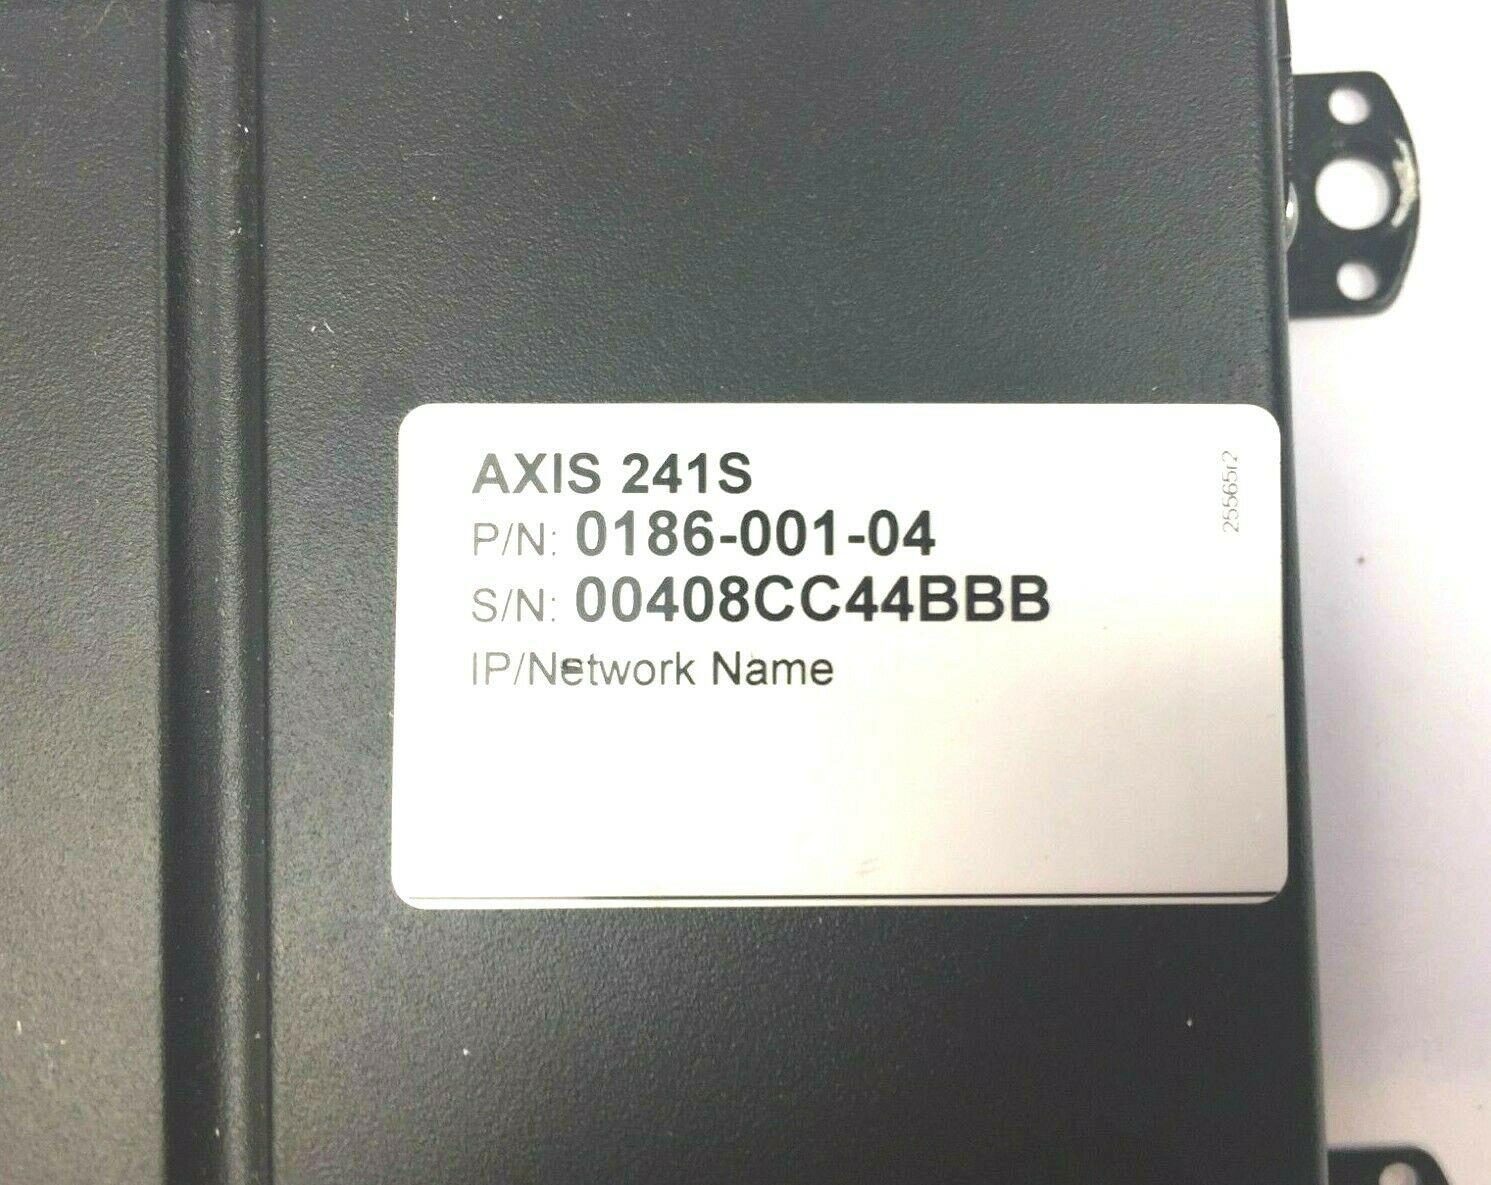 AXIS 241S
P/N: 0186-001-04
S/N: 00408CC44BBB
IP/Network Name
25565r2